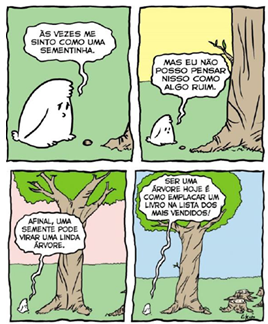 ÀS VEZES ME
SINTO COMO UMA
SEMENTINHA.
MAS EU NÃO
POSSO PENSAR
NISSO COMO
ALGO RUIM.
AFINAL, UMA
SEMENTE PODE
VIRAR UMA LINDA
ÁRVORE.
SER UMA
ÁRVORE HOJE É
COMO EMPLACAR UM
LIVRO NA LISTA DOS
MAIS VENDIDOS!